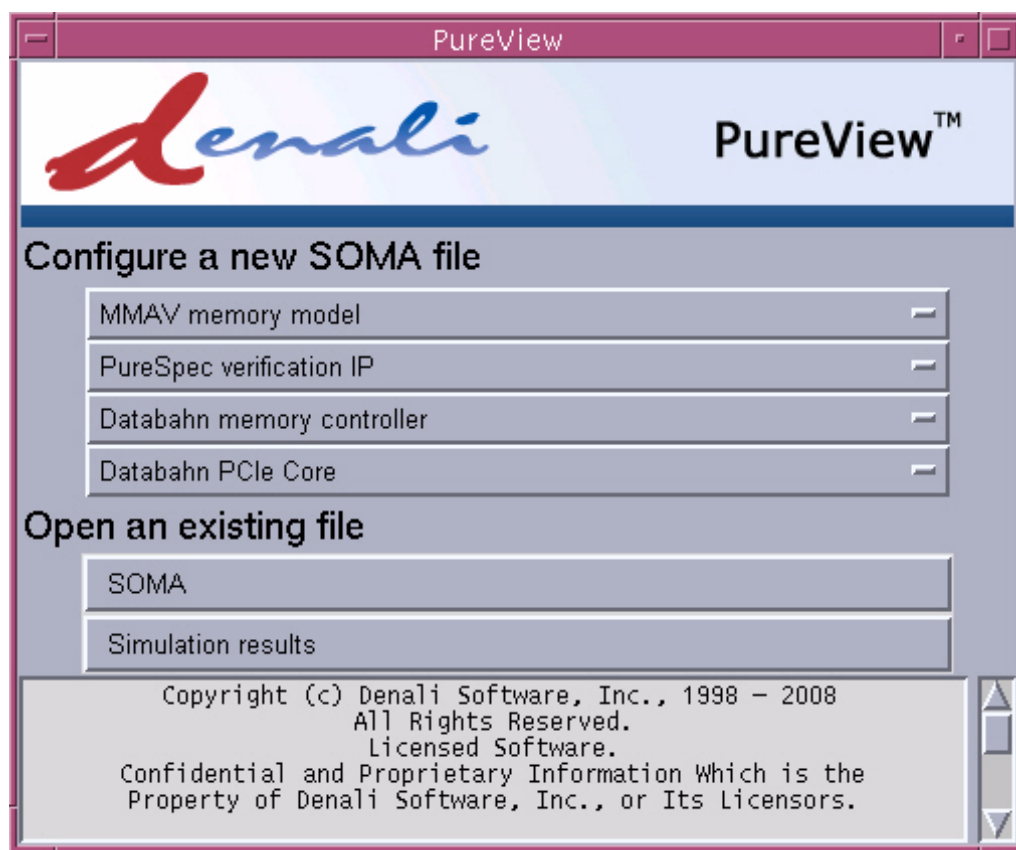 PureView
denali
PureView™
Configure a new SOMA file
MMAV memory model
PureSpec verification IP
Databahn memory controller
Databahn PCIe Core
Open an existing file
SOMA
Simulation results
Copyright (c) Denali Software, Inc., 1998 – 2008
All Rights Reserved.
Licensed Software.
Confidential and Proprietary Information Which is the
Property of Denali Software, Inc., or Its Licensors.